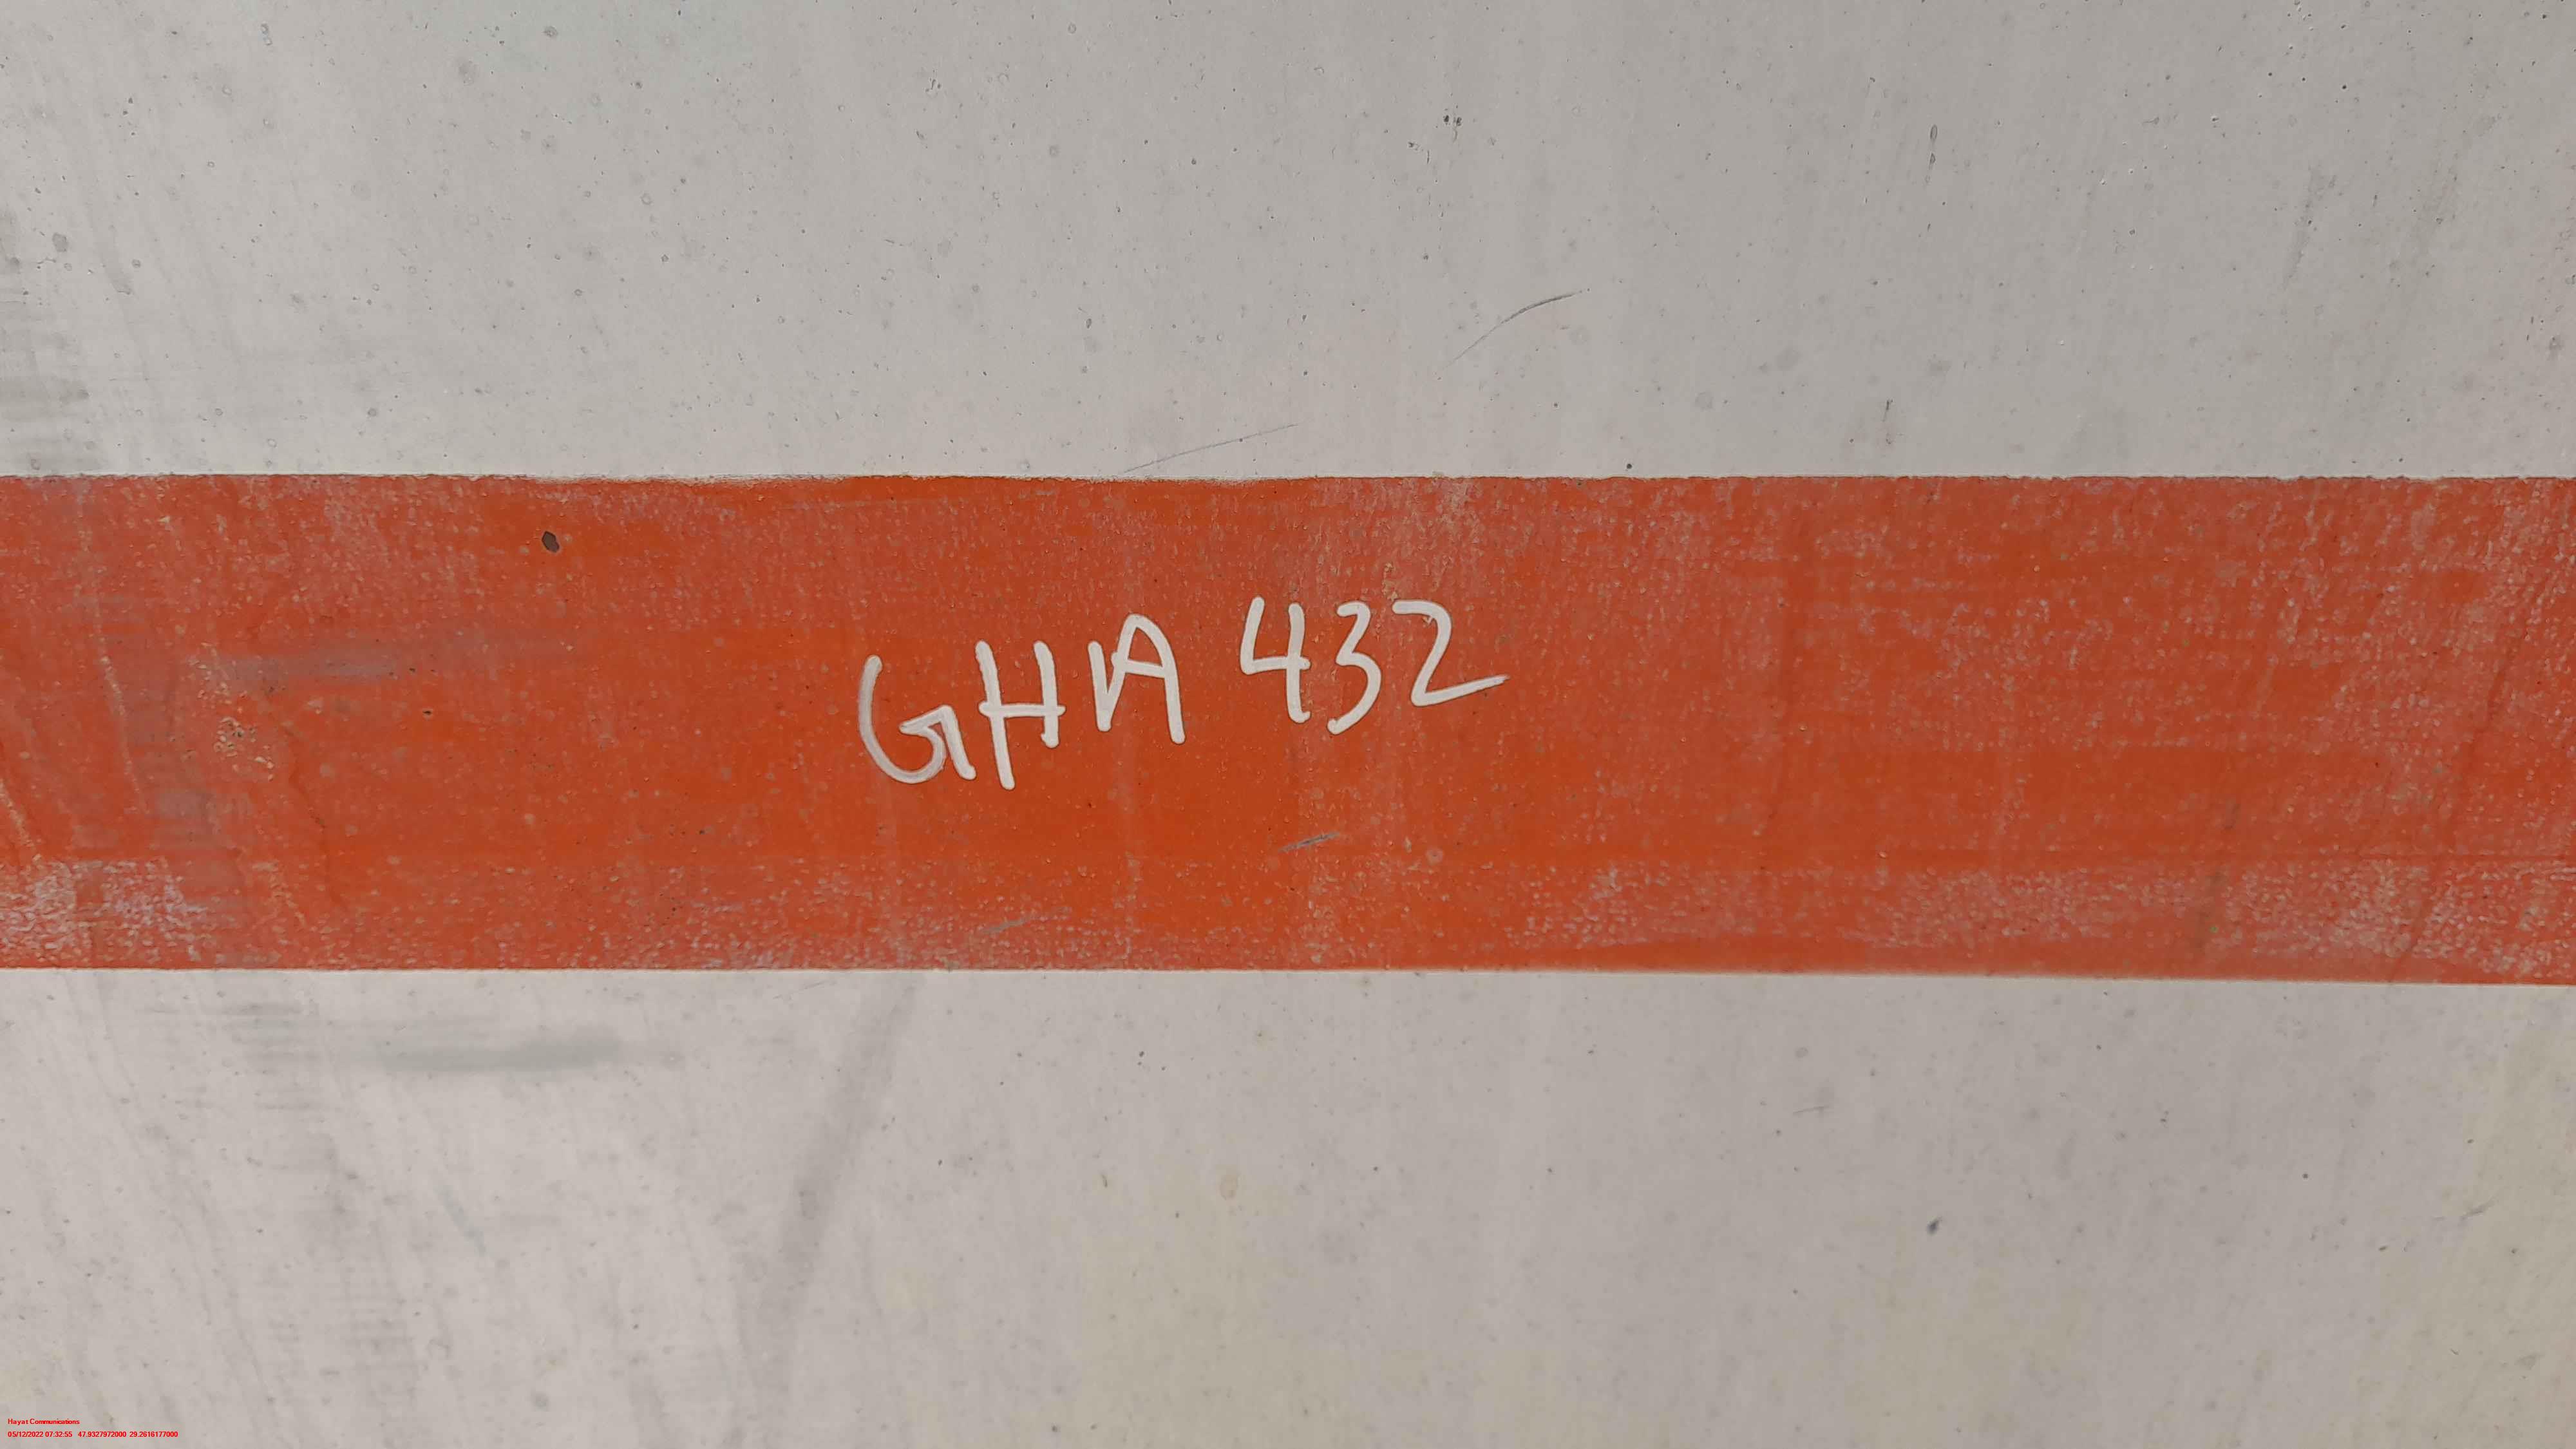 GHA 432
Hayat Communications
05/12/2022 07:32:55 47.9327972000 29.2616177000